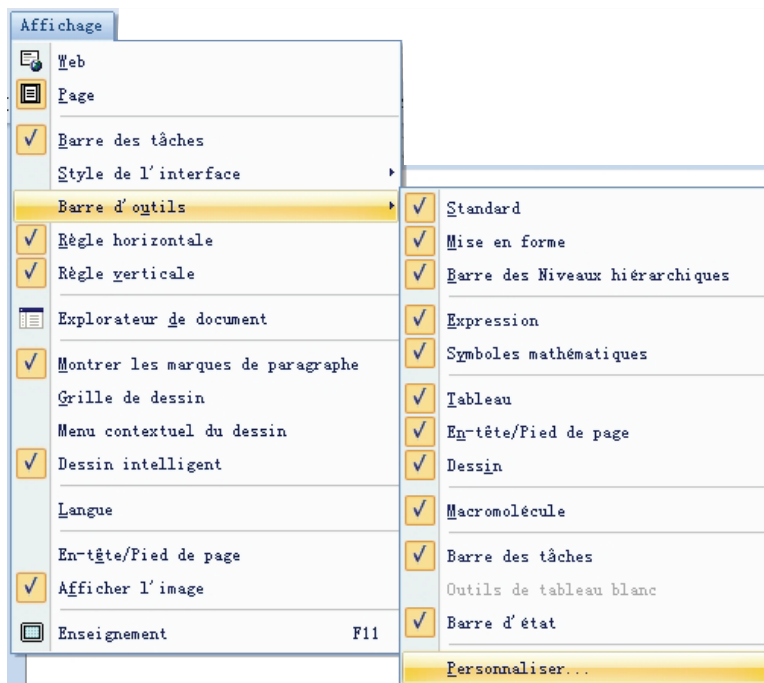 Affichage
Web
Page
Barre des tâches
Style de l'interface
Barre d'outils
Règle horizontale
Règle verticale
Explorateur de document
Montrer les marques de paragraphe
Grille de dessin
Menu contextuel du dessin
Dessin intelligent
Langue
En-tête/Pied de page
Afficher l'image
Enseignement F11
Standard
Mise en forme
Barre des Niveaux hiérarchiques
Expression
Symboles mathématiques
Tableau
En-tête/Pied de page
Dessin
Macromolécule
Barre des tâches
Outils de tableau blanc
Barre d'état
Personnaliser...